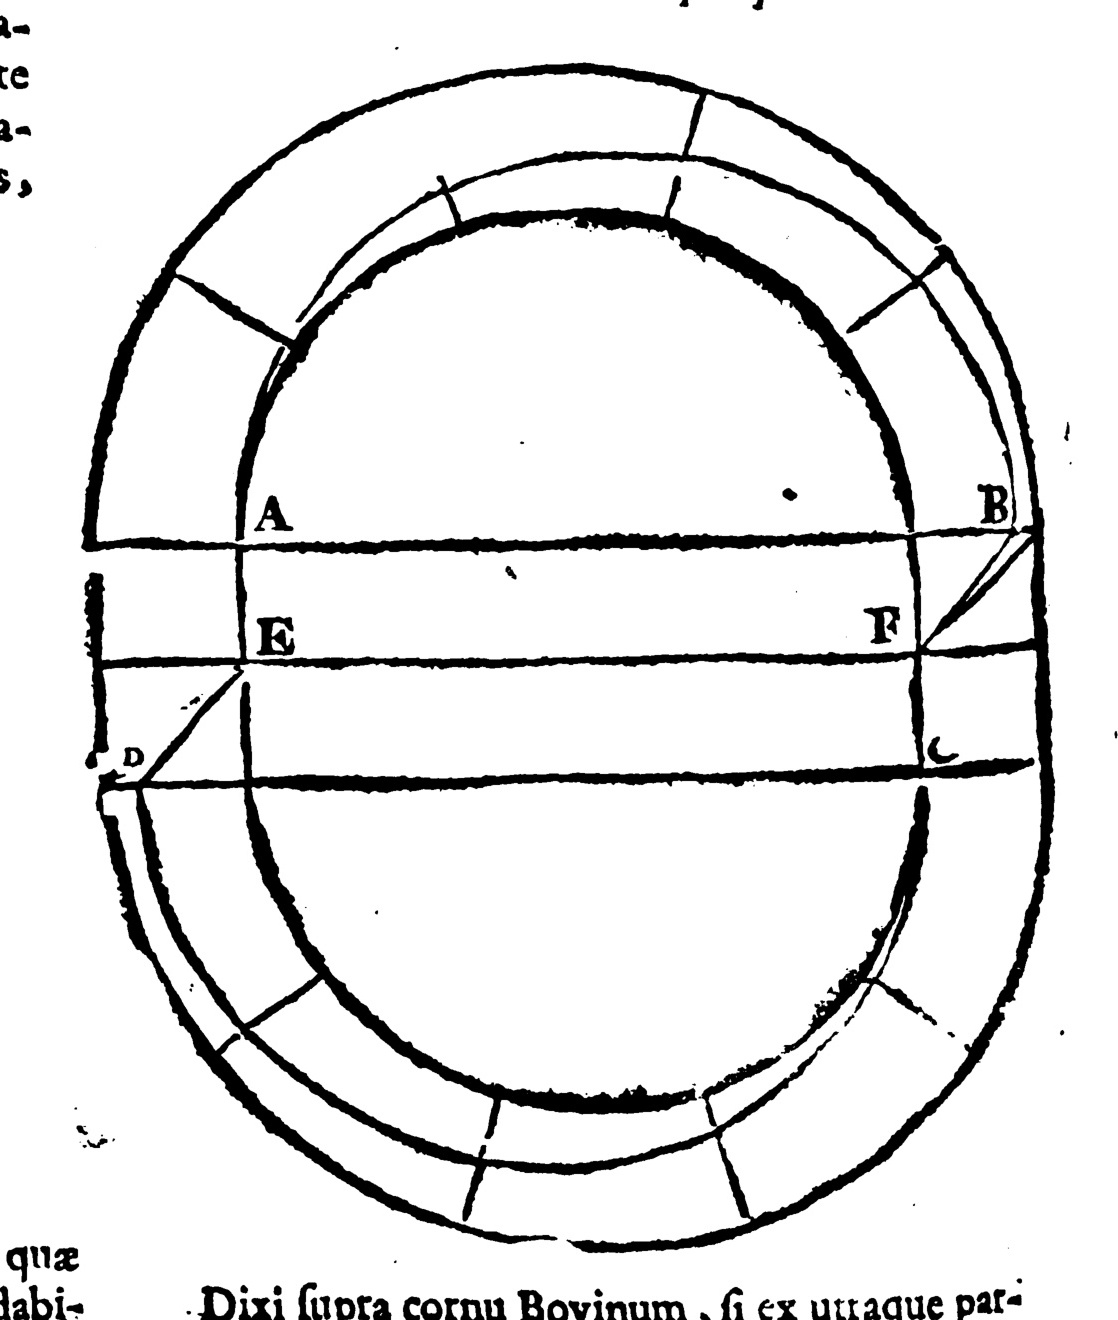 a-
te
a-
s,
A
B
E
F
D
C
quæ
dabi-
Dixi ſupra cornu Bovinum, ſi ex utraque par-